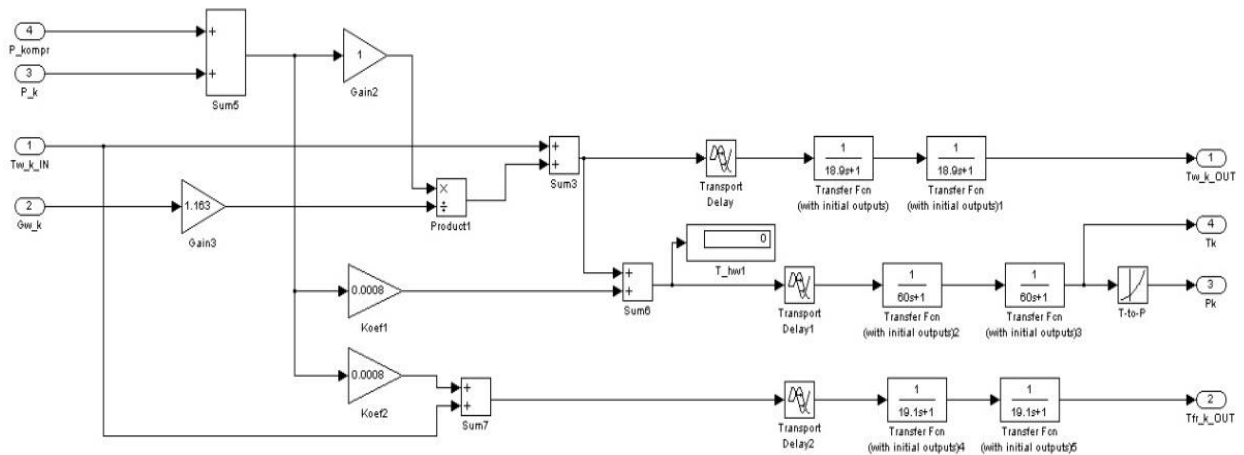 4
P_kompr
3
P_k
+
+
Sum5
1
Gain2
1
Tw_k_IN
2
Gw_k
1.163
Gain3
×
÷
Product1
+
+
Sum3
Transport
Delay
1
18.9s+1
Transfer Fcn
(with initial outputs)
1
18.9s+1
Transfer Fcn
(with initial outputs)1
1
Tw_k_OUT
0
T_hw1
4
Tk
0.0008
Koef1
+
+
Sum6
Transport
Delay1
1
60s+1
Transfer Fcn
(with initial outputs)2
1
60s+1
Transfer Fcn
(with initial outputs)3
T-to-P
3
Pk
0.0008
Koef2
+
+
Sum7
Transport
Delay2
1
19.1s+1
Transfer Fcn
(with initial outputs)4
1
19.1s+1
Transfer Fcn
(with initial outputs)5
2
Tfr_k_OUT